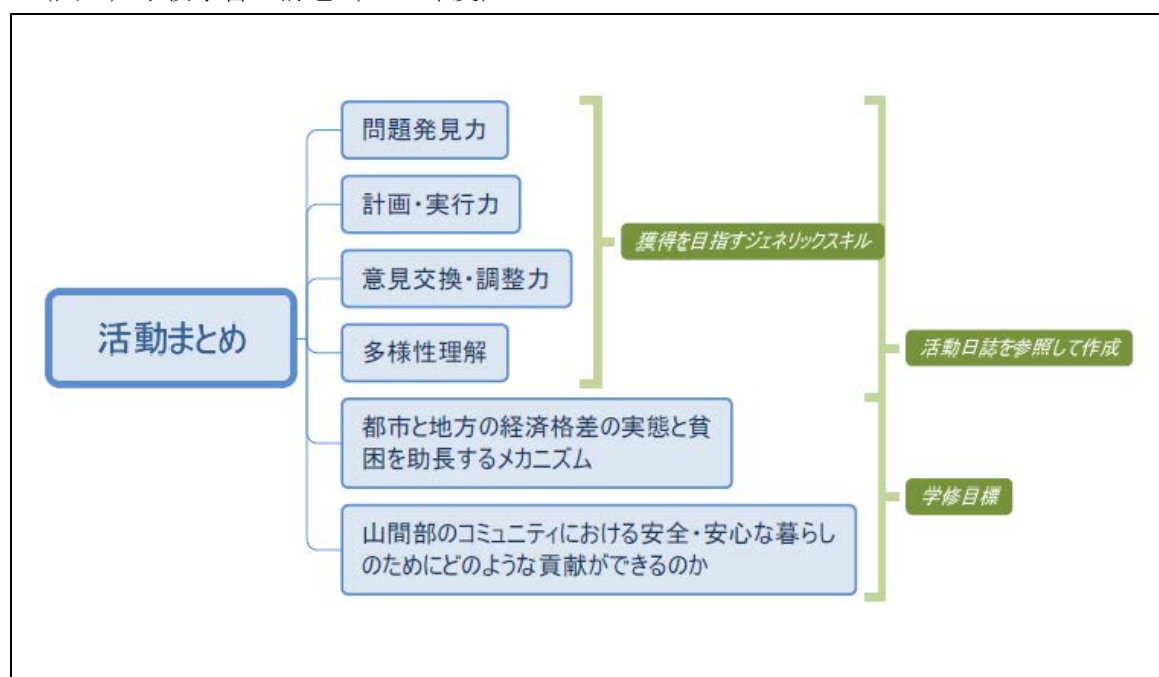 問題発見力
計画・実行力
意見交換・調整力
多様性理解
活動まとめ
都市と地方の経済格差の実態と貧
困を助長するメカニズム
山間部のコミュニティにおける安全・安心な暮らし
のためにどのような貢献ができるのか
獲得を目指すジェネリックスキル
活動日誌を参照して作成
学修目標